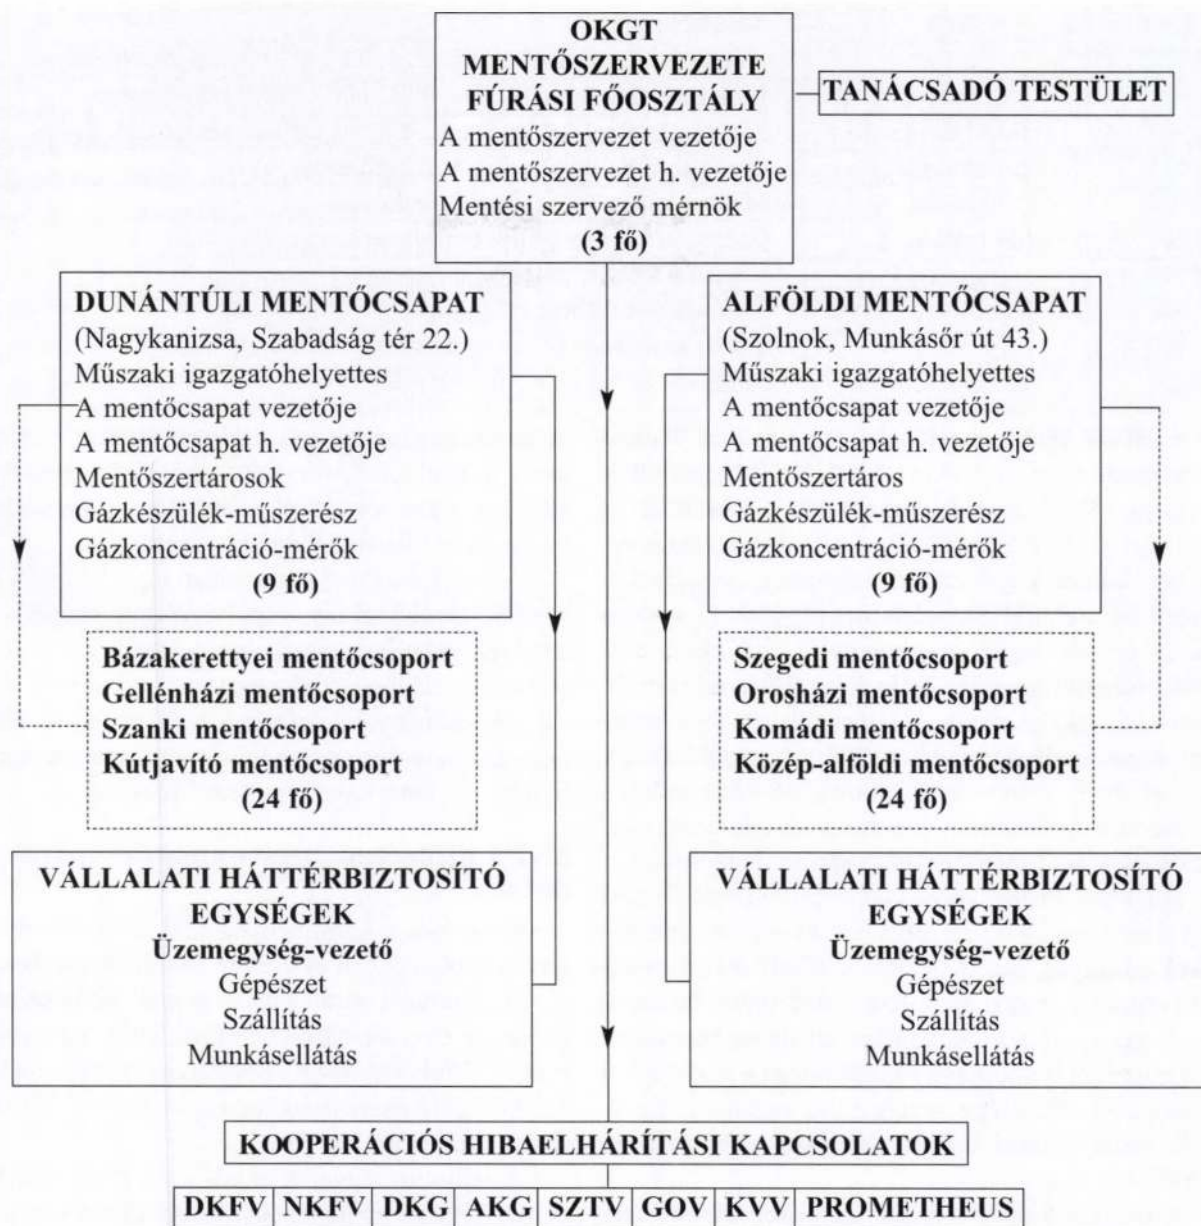 OKGT
MENTŐSZERVEZETE
FÚRÁSI FŐOSZTÁLY
A mentőszervezet vezetője
A mentőszervezet h. vezetője
Mentési szervező mérnök
(3 fő)
TANÁCSADÓ TESTÜLET
DUNÁNTÚLI MENTŐCSAPAT
(Nagykanizsa, Szabadság tér 22.)
Műszaki igazgatóhelyettes
A mentőcsapat vezetője
A mentőcsapat h. vezetője
Mentőszertárosok
Gázkészülék-műszerész
Gázkoncentráció-mérők
(9 fő)
ALFÖLDI MENTŐCSAPAT
(Szolnok, Munkásőr út 43.)
Műszaki igazgatóhelyettes
A mentőcsapat vezetője
A mentőcsapat h. vezetője
Mentőszertáros
Gázkészülék-műszerész
Gázkoncentráció-mérők
(9 fő)
Bázakerettyei mentőcsoport
Gellénházi mentőcsoport
Szanki mentőcsoport
Kútjavító mentőcsoport
(24 fő)
Szegedi mentőcsoport
Orosházi mentőcsoport
Komádi mentőcsoport
Közép-alföldi mentőcsoport
(24 fő)
VÁLLALATI HÁTTÉRBIZTOSÍTÓ
EGYSÉGEK
Üzemegység-vezető
Gépészet
Szállítás
Munkásellátás
VÁLLALATI HÁTTÉRBIZTOSÍTÓ
EGYSÉGEK
Üzemegység-vezető
Gépészet
Szállítás
Munkásellátás
KOOPERÁCIÓS HIBAELHÁRÍTÁSI KAPCSOLATOK
DKFV NKFV DKG AKG SZTV GOV KVV PROMETHEUS